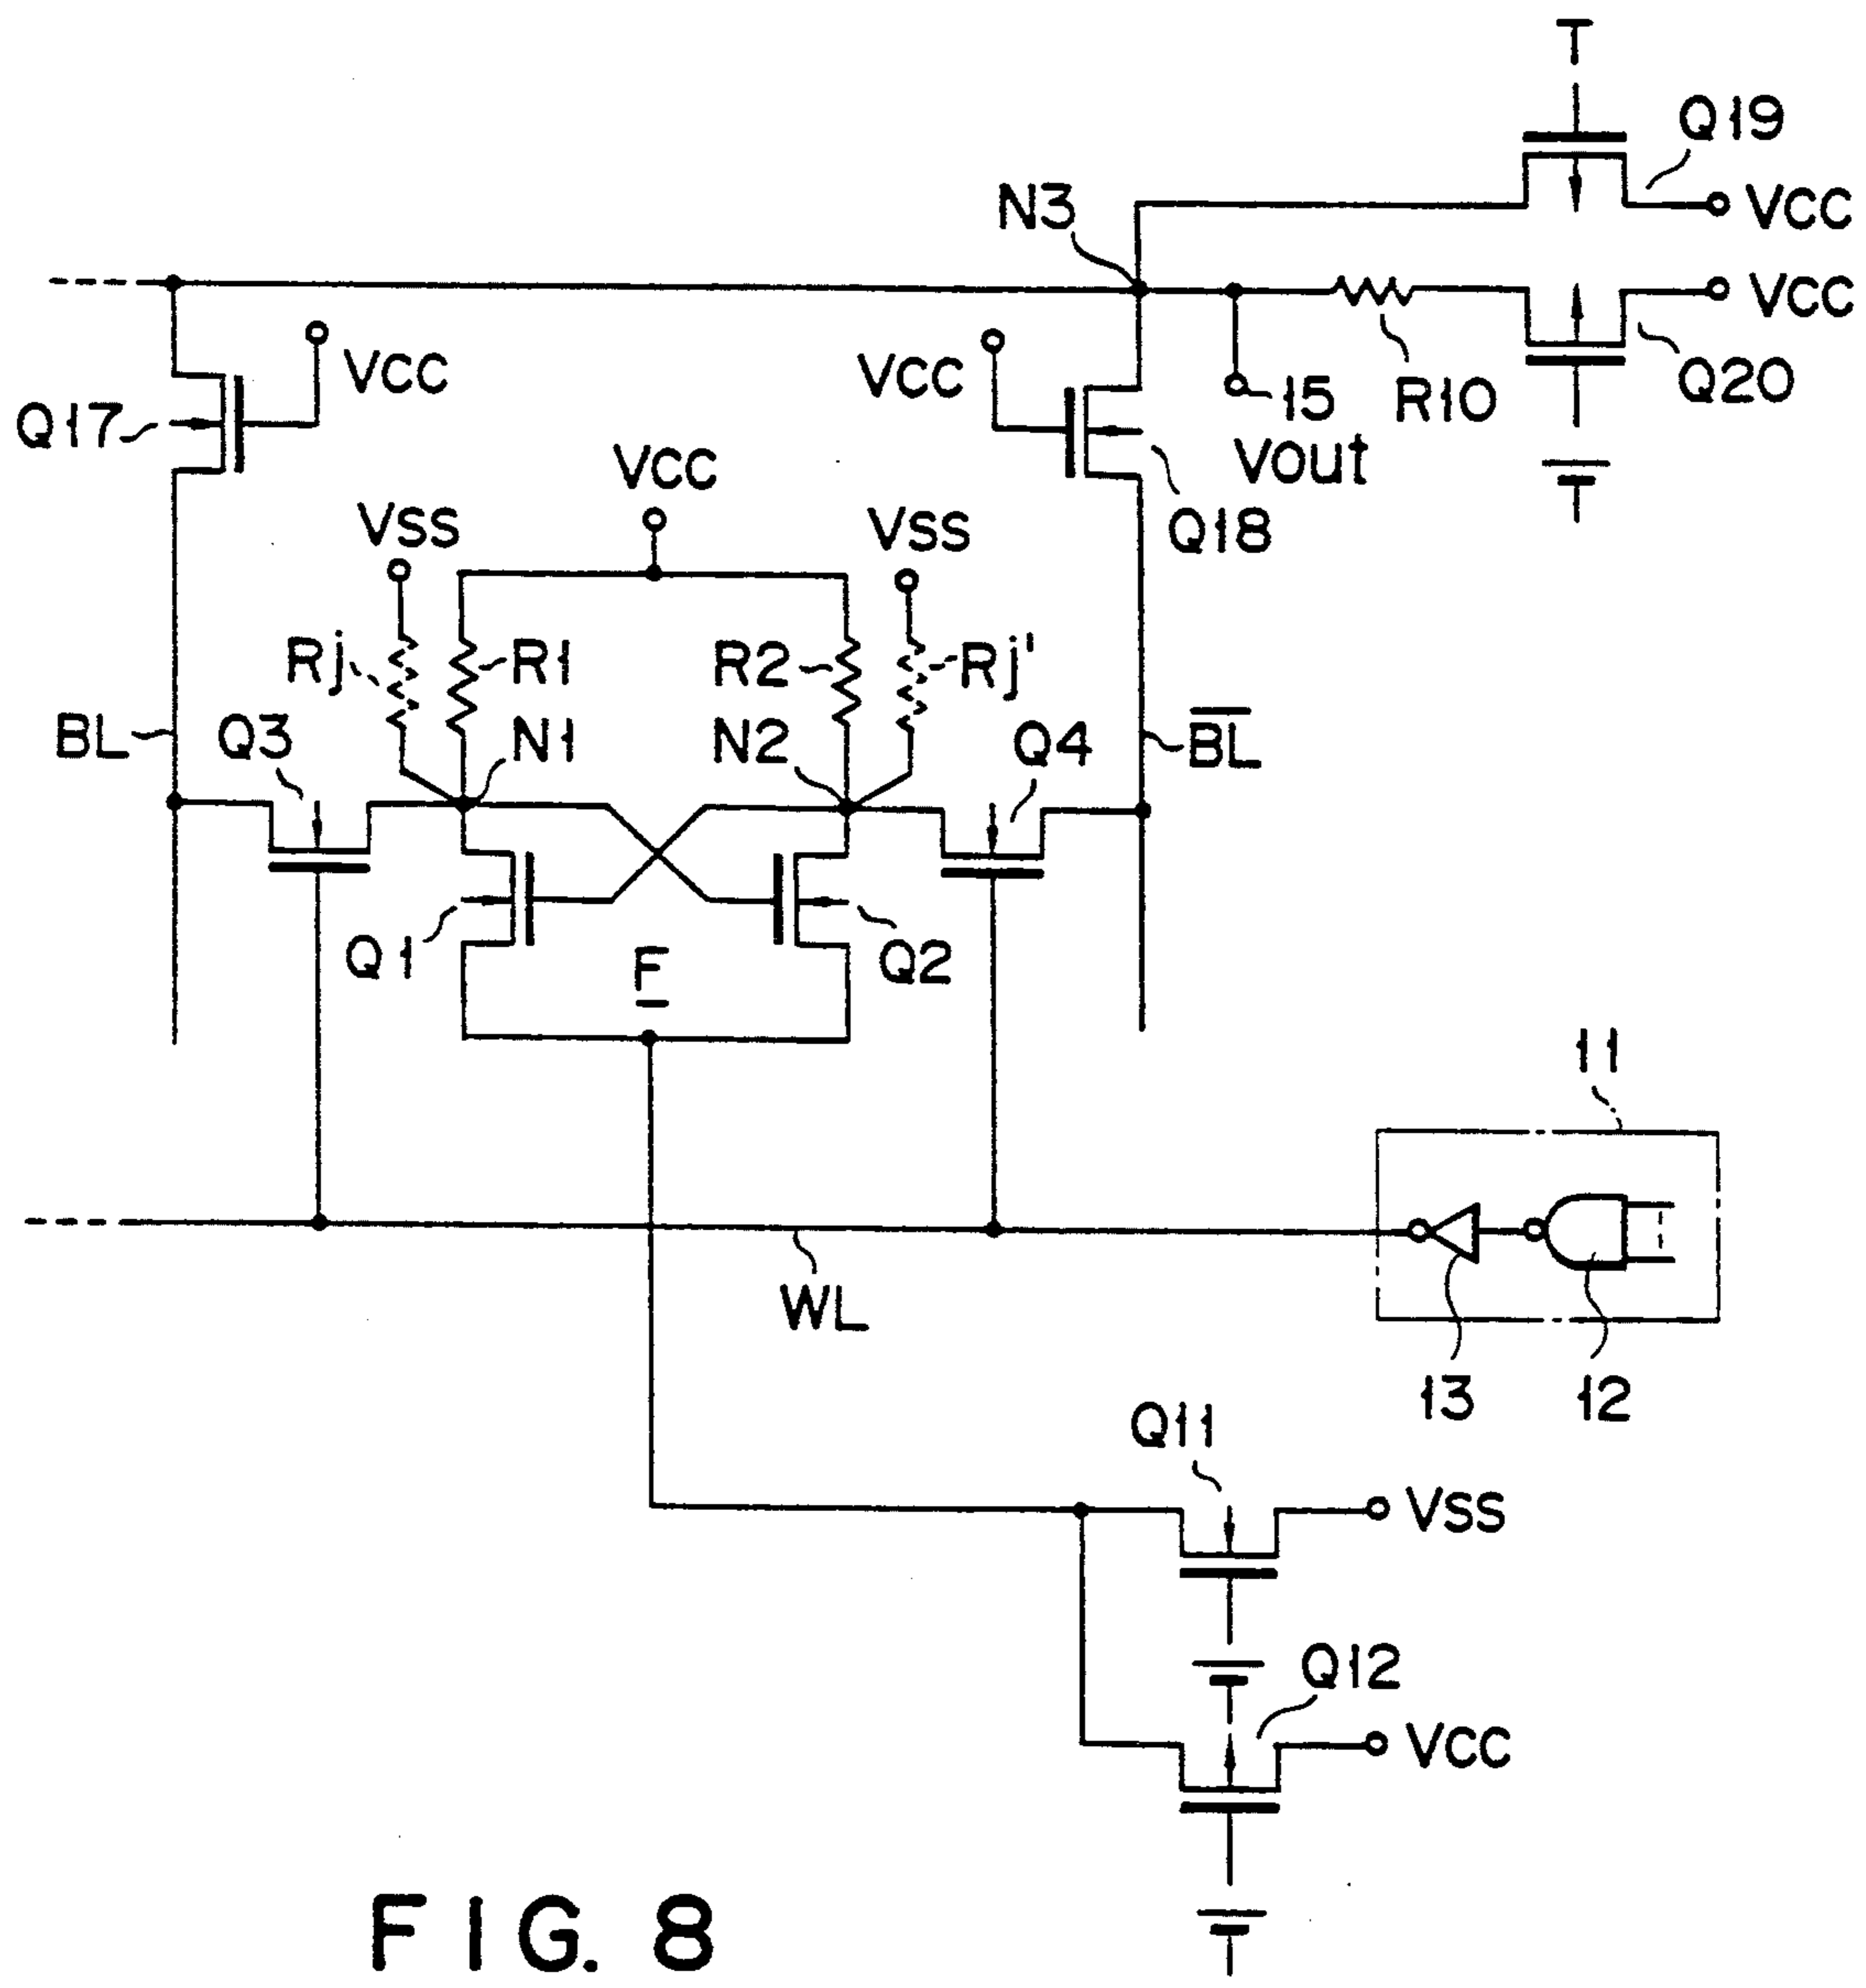 T
Q19
N3
VCC
VCC
VCC
VCC
Q17
15
R10
Q20
Vout
VCC
VSS
VSS
Q18
Rj
R1
R2
Rj'
BL
Q3
N1
N2
Q4
BL
Q1
F
Q2
11
WL
13
12
Q11
VSS
Q12
VCC
FIG. 8